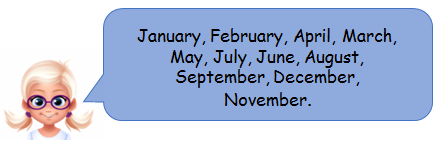 January, February, April, March,
May, July, June, August,
September, December,
November.